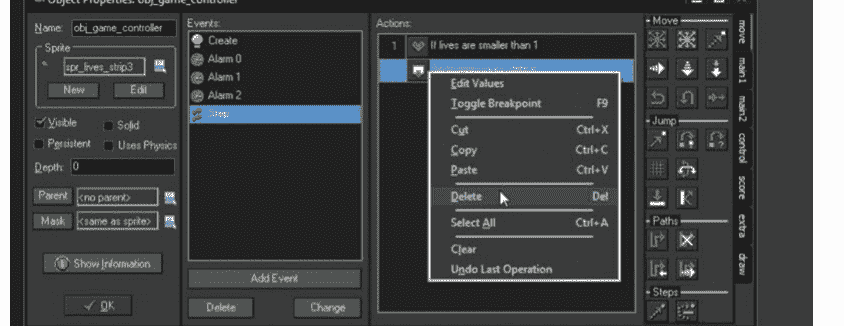 Object Properties: obj_game_controller
Name: obj_game_controller
Sprite
spr_lives_strip3
New Edit
Visible Solid
Persistent Uses Physics
Depth: 0
Parent <no parent>
Mask <same as sprite>
Show Information
OK
Events:
Create
Alarm 0
Alarm 1
Alarm 2
Step
Add Event
Delete Change
Actions:
1 If lives are smaller than 1
Edit Values
Toggle Breakpoint F9
Cut Ctrl+X
Copy Ctrl+C
Paste Ctrl+V
Delete Del
Select All Ctrl+A
Clear
Undo Last Operation
Move
Jump
Paths
Steps
move
main1
main2
control
score
extra
draw